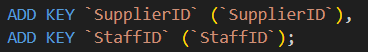 ADD KEY `SupplierID` (`SupplierID`),
ADD KEY `StaffID` (`StaffID`);